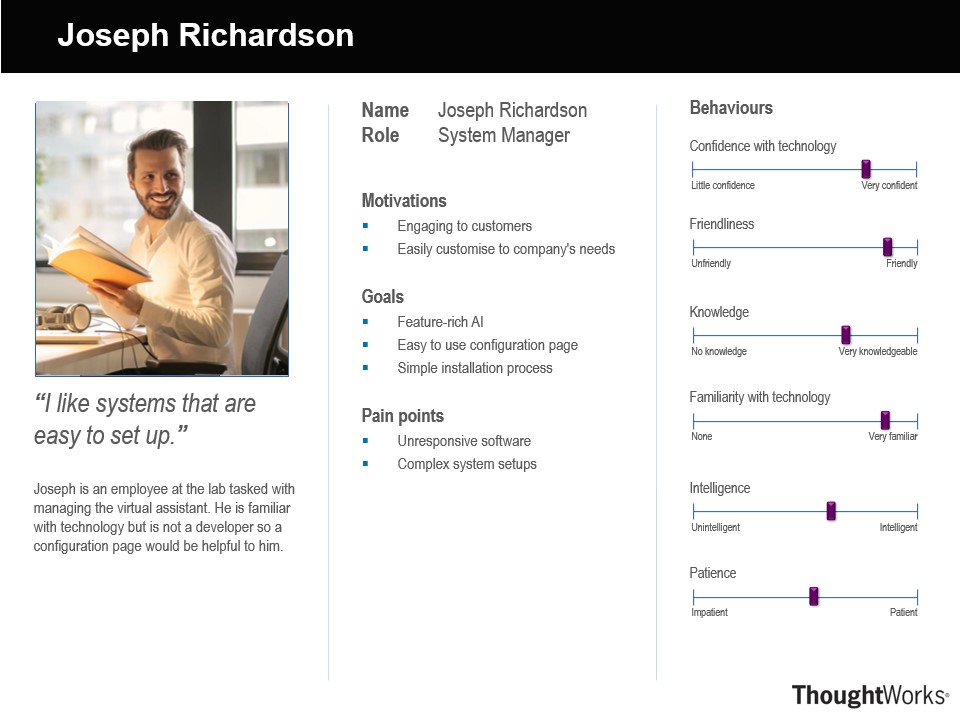 Joseph Richardson
“I like systems that are
easy to set up.”
Joseph is an employee at the lab tasked with
managing the virtual assistant. He is familiar
with technology but is not a developer so a
configuration page would be helpful to him.
Name Joseph Richardson
Role System Manager
Motivations
▪ Engaging to customers
▪ Easily customise to company's needs
Goals
▪ Feature-rich AI
▪ Easy to use configuration page
▪ Simple installation process
Pain points
▪ Unresponsive software
▪ Complex system setups
Behaviours
Confidence with technology
Little confidence Very confident
Friendliness
Unfriendly Friendly
Knowledge
No knowledge Very knowledgeable
Familiarity with technology
None Very familiar
Intelligence
Unintelligent Intelligent
Patience
Impatient Patient
ThoughtWorks®